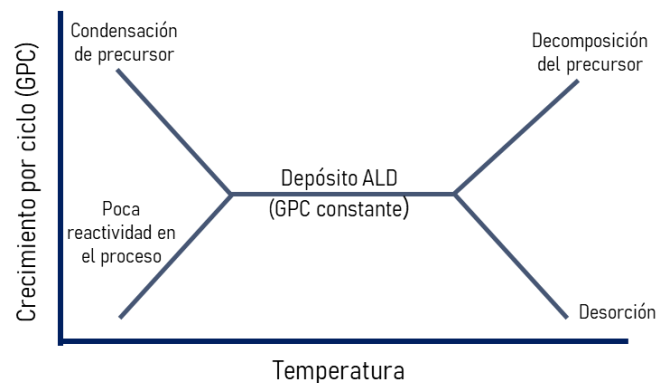 Condensación
de precursor
Decomposición
del precursor
Crecimiento por ciclo (GPC)
Depósito ALD
(GPC constante)
Poca
reactividad en
el proceso
Desorción
Temperatura